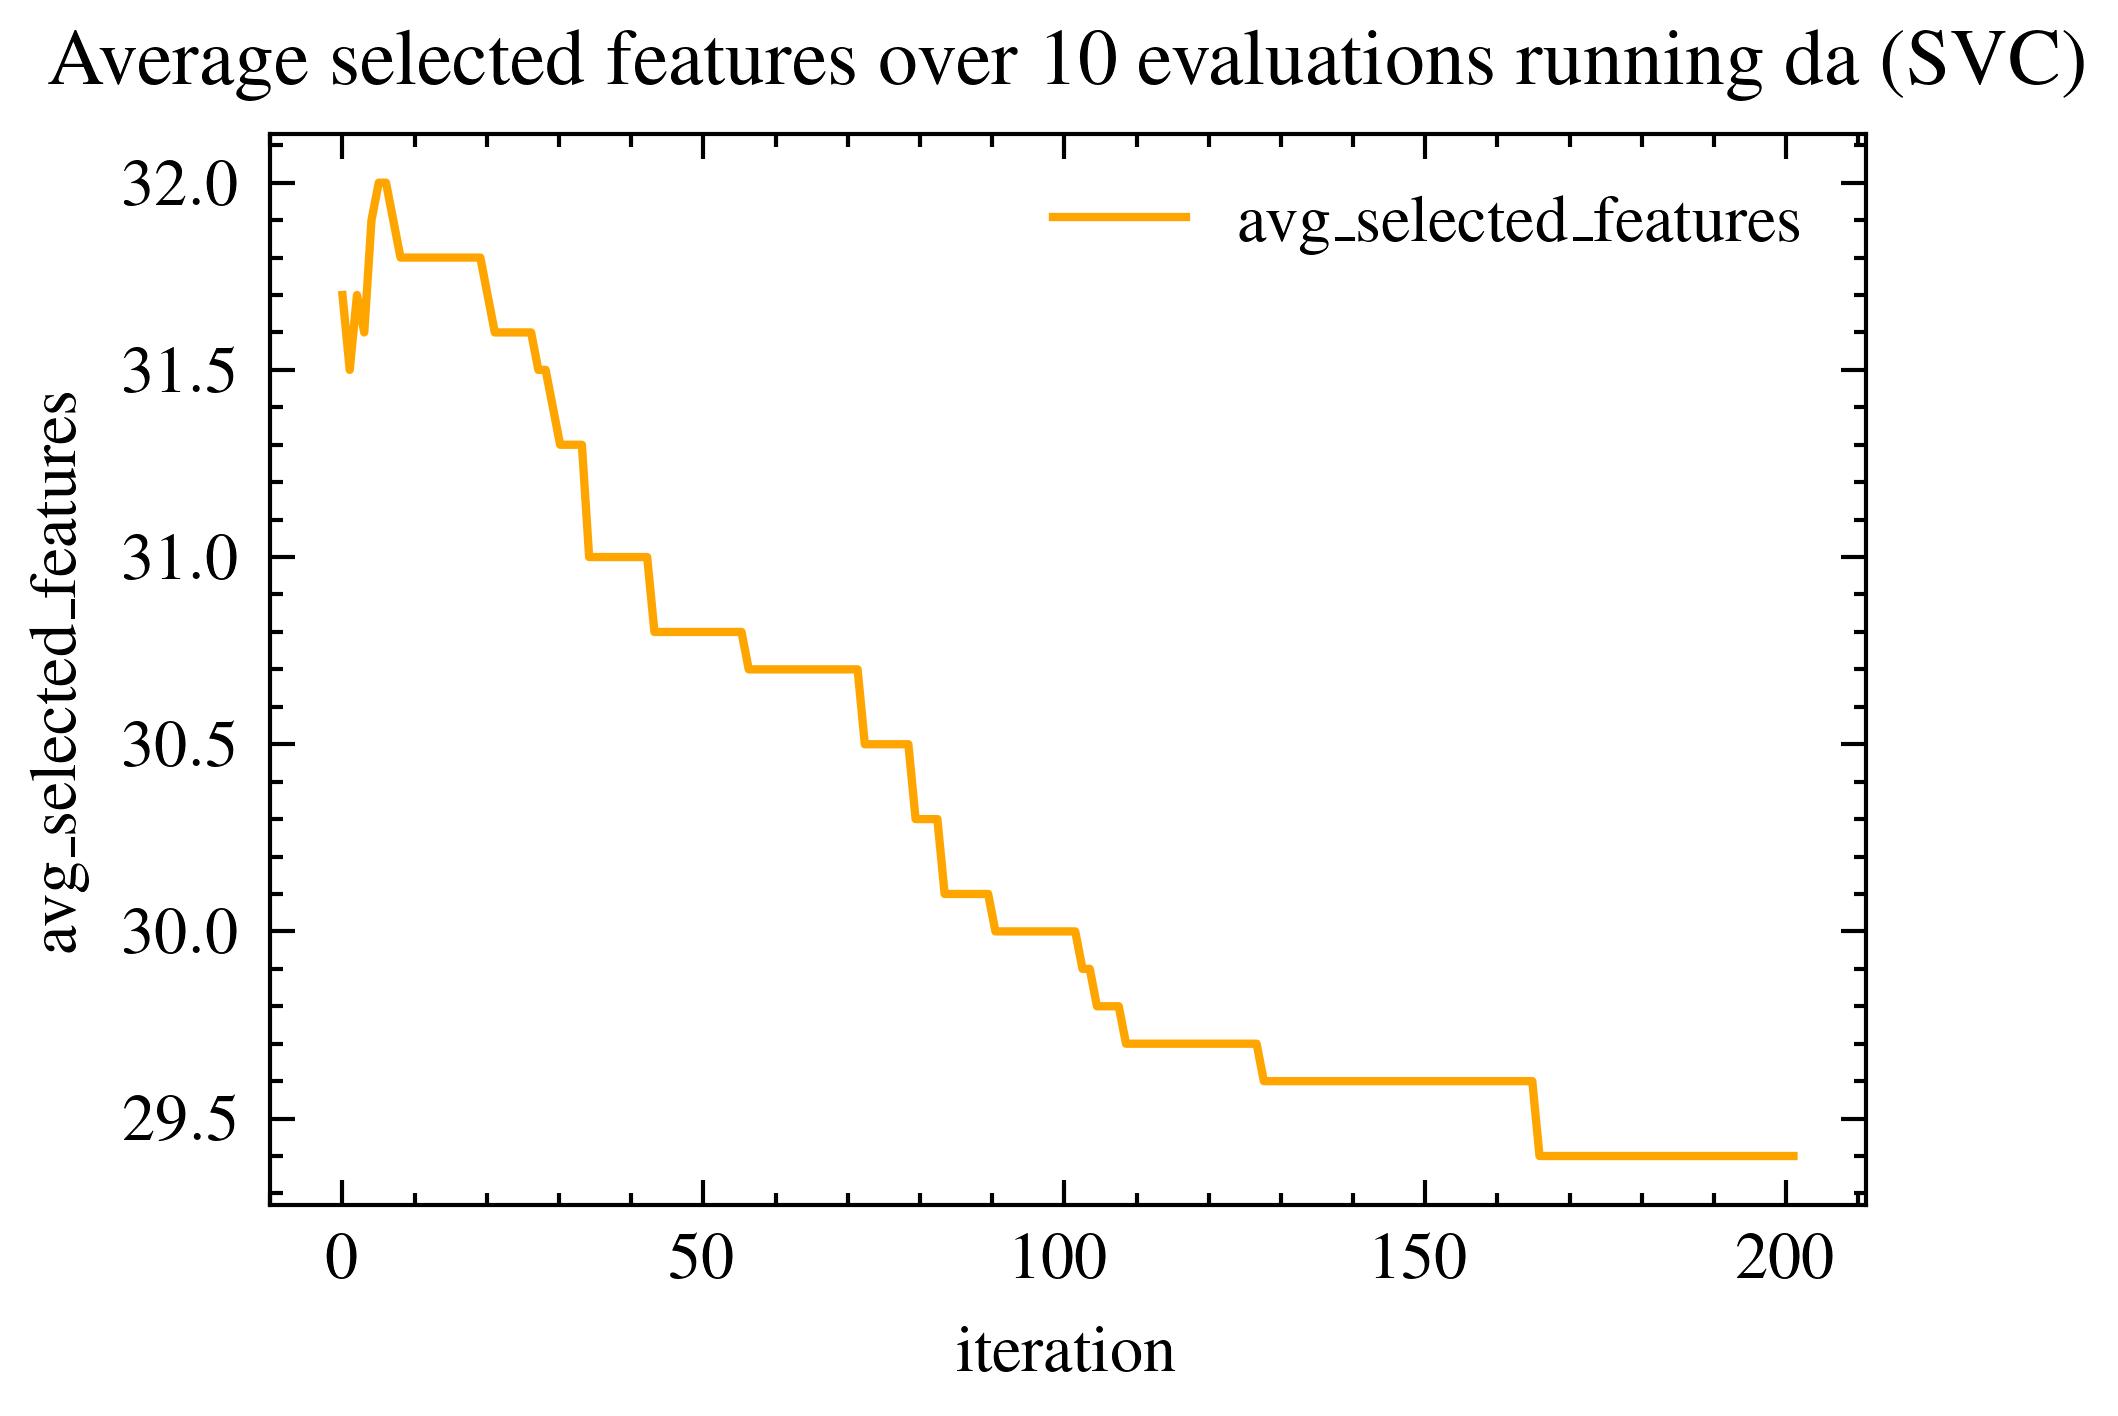 Average selected features over 10 evaluations running da (SVC)
avg_selected_features
avg_selected_features
32.0
31.5
31.0
30.5
30.0
29.5
0 50 100 150 200
iteration